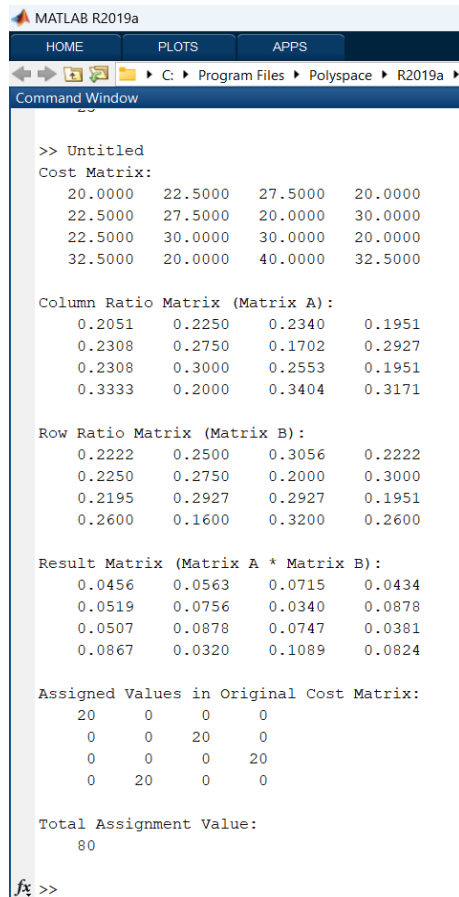 MATLAB R2019a
HOME PLOTS APPS
C: ▸ Program Files ▸ Polyspace ▸ R2019a ▸
Command Window
>> Untitled
Cost Matrix:
20.0000 22.5000 27.5000 20.0000
22.5000 27.5000 20.0000 30.0000
22.5000 30.0000 30.0000 20.0000
32.5000 20.0000 40.0000 32.5000
Column Ratio Matrix (Matrix A):
0.2051 0.2250 0.2340 0.1951
0.2308 0.2750 0.1702 0.2927
0.2308 0.3000 0.2553 0.1951
0.3333 0.2000 0.3404 0.3171
Row Ratio Matrix (Matrix B):
0.2222 0.2500 0.3056 0.2222
0.2250 0.2750 0.2000 0.3000
0.2195 0.2927 0.2927 0.1951
0.2600 0.1600 0.3200 0.2600
Result Matrix (Matrix A * Matrix B):
0.0456 0.0563 0.0715 0.0434
0.0519 0.0756 0.0340 0.0878
0.0507 0.0878 0.0747 0.0381
0.0867 0.0320 0.1089 0.0824
Assigned Values in Original Cost Matrix:
20 0 0 0
0 0 20 0
0 0 0 20
0 20 0 0
Total Assignment Value:
80
fx >>